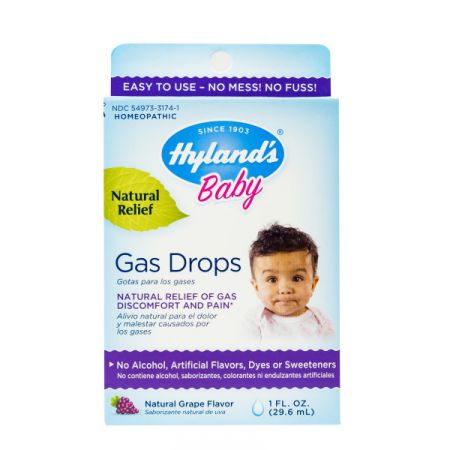 EASY TO USE – NO MESS! NO FUSS!
NDC 54973-3174-1
HOMEOPATHIC
SINCE 1903
Hyland's®
Baby
Natural
Relief
Gas Drops
Gotas para los gases
NATURAL RELIEF OF GAS
DISCOMFORT AND PAIN*
Alivio natural para el dolor
y malestar causados por
los gases
No Alcohol, Artificial Flavors, Dyes or Sweeteners
No contiene alcohol, saborizantes, colorantes ni endulzantes artificiales
Natural Grape Flavor
Saborizante natural de uva
1 FL. OZ.
(29.6 mL)